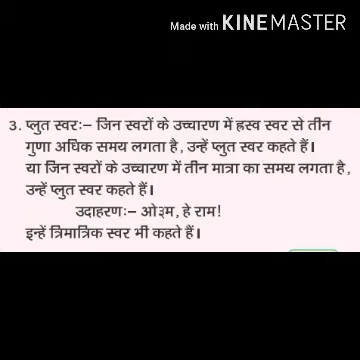 Made with KINEMASTER
3. प्लुत स्वरः– जिन स्वरों के उच्चारण में ह्रस्व स्वर से तीन
गुणा अधिक समय लगता है, उन्हें प्लुत स्वर कहते हैं।
या जिन स्वरों के उच्चारण में तीन मात्रा का समय लगता है,
उन्हें प्लुत स्वर कहते हैं।
उदाहरणः– ओ३म, हे राम!
इन्हें त्रिमात्रिक स्वर भी कहते हैं।